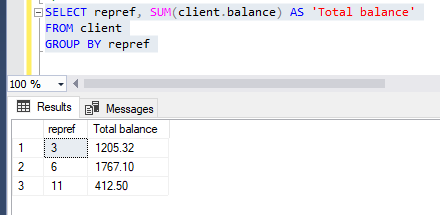 SELECT repref, SUM(client.balance) AS 'Total balance'
FROM client
GROUP BY repref
100 %
Results Messages
repref Total balance
1 3 1205.32
2 6 1767.10
3 11 412.50